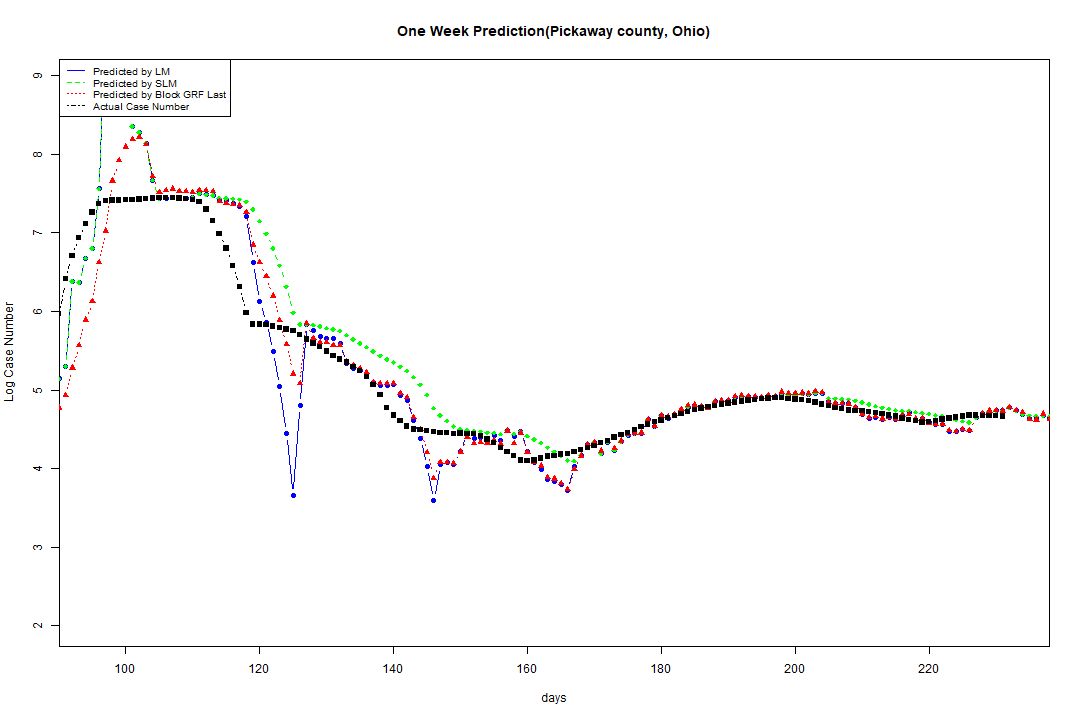 One Week Prediction(Pickaway county, Ohio)
Predicted by LM
Predicted by SLM
Predicted by Block GRF Last
Actual Case Number
9
8
7
6
5
4
3
2
Log Case Number
100 120 140 160 180 200 220
days